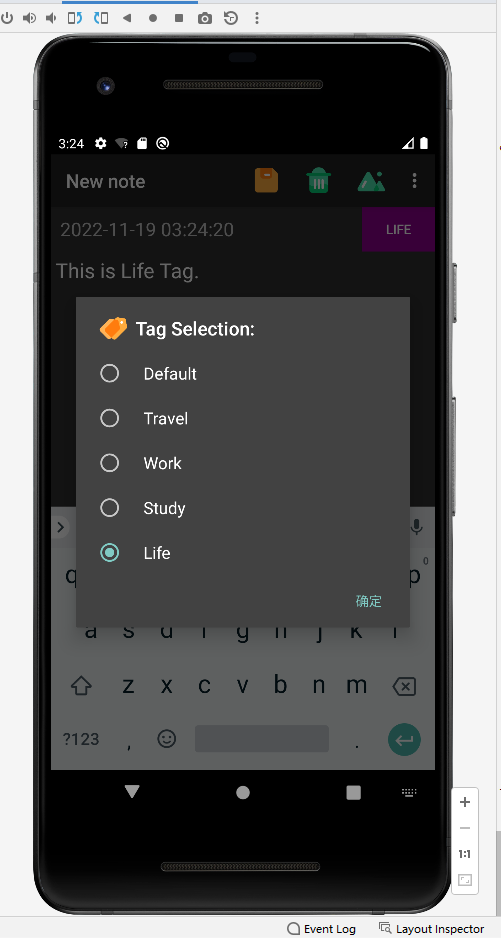 3:24
New note
2022-11-19 03:24:20
LIFE
This is Life Tag.
Tag Selection:
Default
Travel
Work
Study
Life
确定
q p 0
a s d f g h j k l
z x c v b n m
?123 , .
1:1
Event Log Layout Inspector